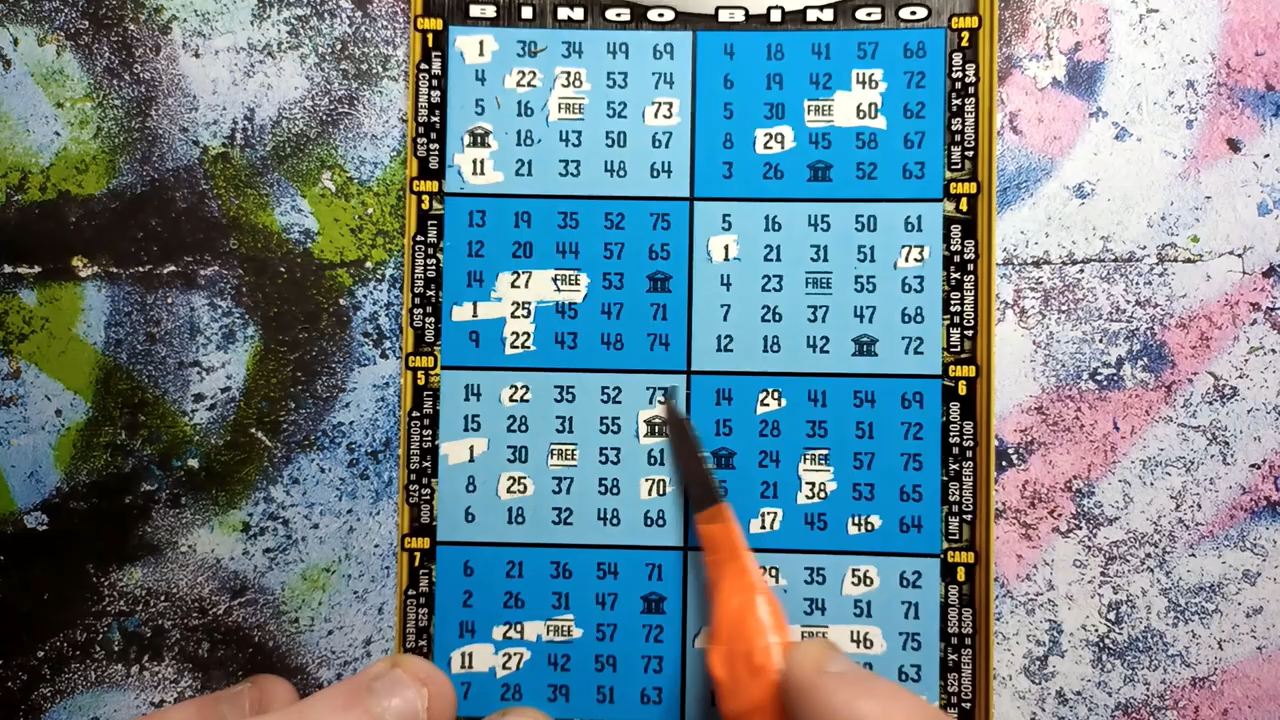 B I N G O B I N G O
CARD 1
LINE = $5 "X" = $100
4 CORNERS = $30
1 30 34 49 69
4 22 38 53 74
5 16 FREE 52 73
18 43 50 67
11 21 33 48 64
CARD 2
LINE = $5 "X" = $100
4 CORNERS = $40
4 18 41 57 68
6 19 42 46 72
5 30 FREE 60 62
8 29 45 58 67
3 26 52 63
CARD 3
LINE = $10 "X" = $200
4 CORNERS = $50
13 19 35 52 75
12 20 44 57 65
14 27 FREE 53
1 25 45 47 71
9 22 43 48 74
CARD 4
LINE = $10 "X" = $500
4 CORNERS = $50
5 16 45 50 61
1 21 31 51 73
4 23 FREE 55 63
7 26 37 47 68
12 18 42 72
CARD 5
LINE = $15 "X" = $1,000
4 CORNERS = $75
14 22 35 52 73
15 28 31 55
1 30 FREE 53 61
8 25 37 58 70
6 18 32 48 68
CARD 6
LINE = $20 "X" = $10,000
4 CORNERS = $100
14 29 41 54 69
15 28 35 51 72
24 FREE 57 75
21 38 53 65
17 45 46 64
CARD 7
LINE = $25 "X"
4 CORNERS
6 21 36 54 71
2 26 31 47
14 29 FREE 57 72
11 27 42 59 73
7 28 39 51 63
CARD 8
LINE = $25 "X" = $500,000
4 CORNERS = $500
29 35 56 62
34 51 71
FREE 46 75
63